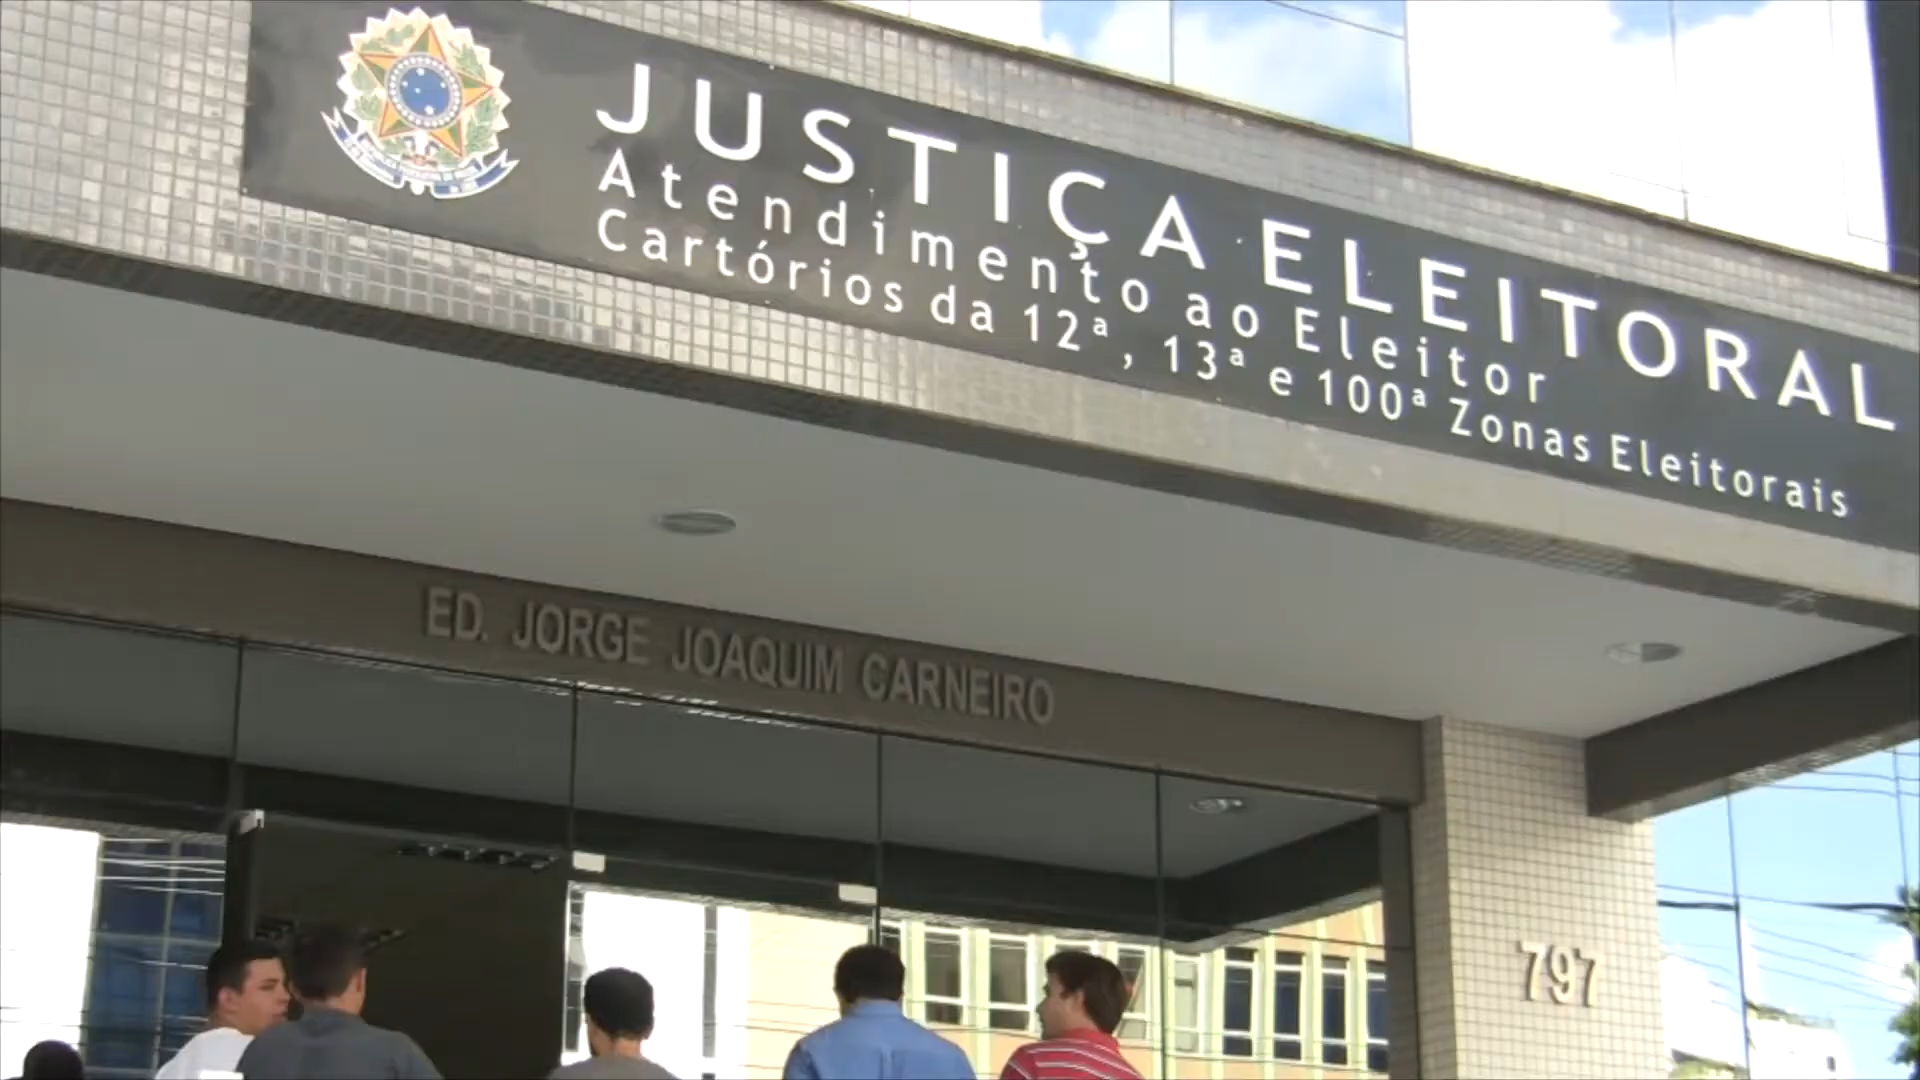 JUSTIÇA ELEITORAL
Atendimento ao Eleitor
Cartórios da 12ª, 13ª e 100ª Zonas Eleitorais
ED. JORGE JOAQUIM CARNEIRO
797